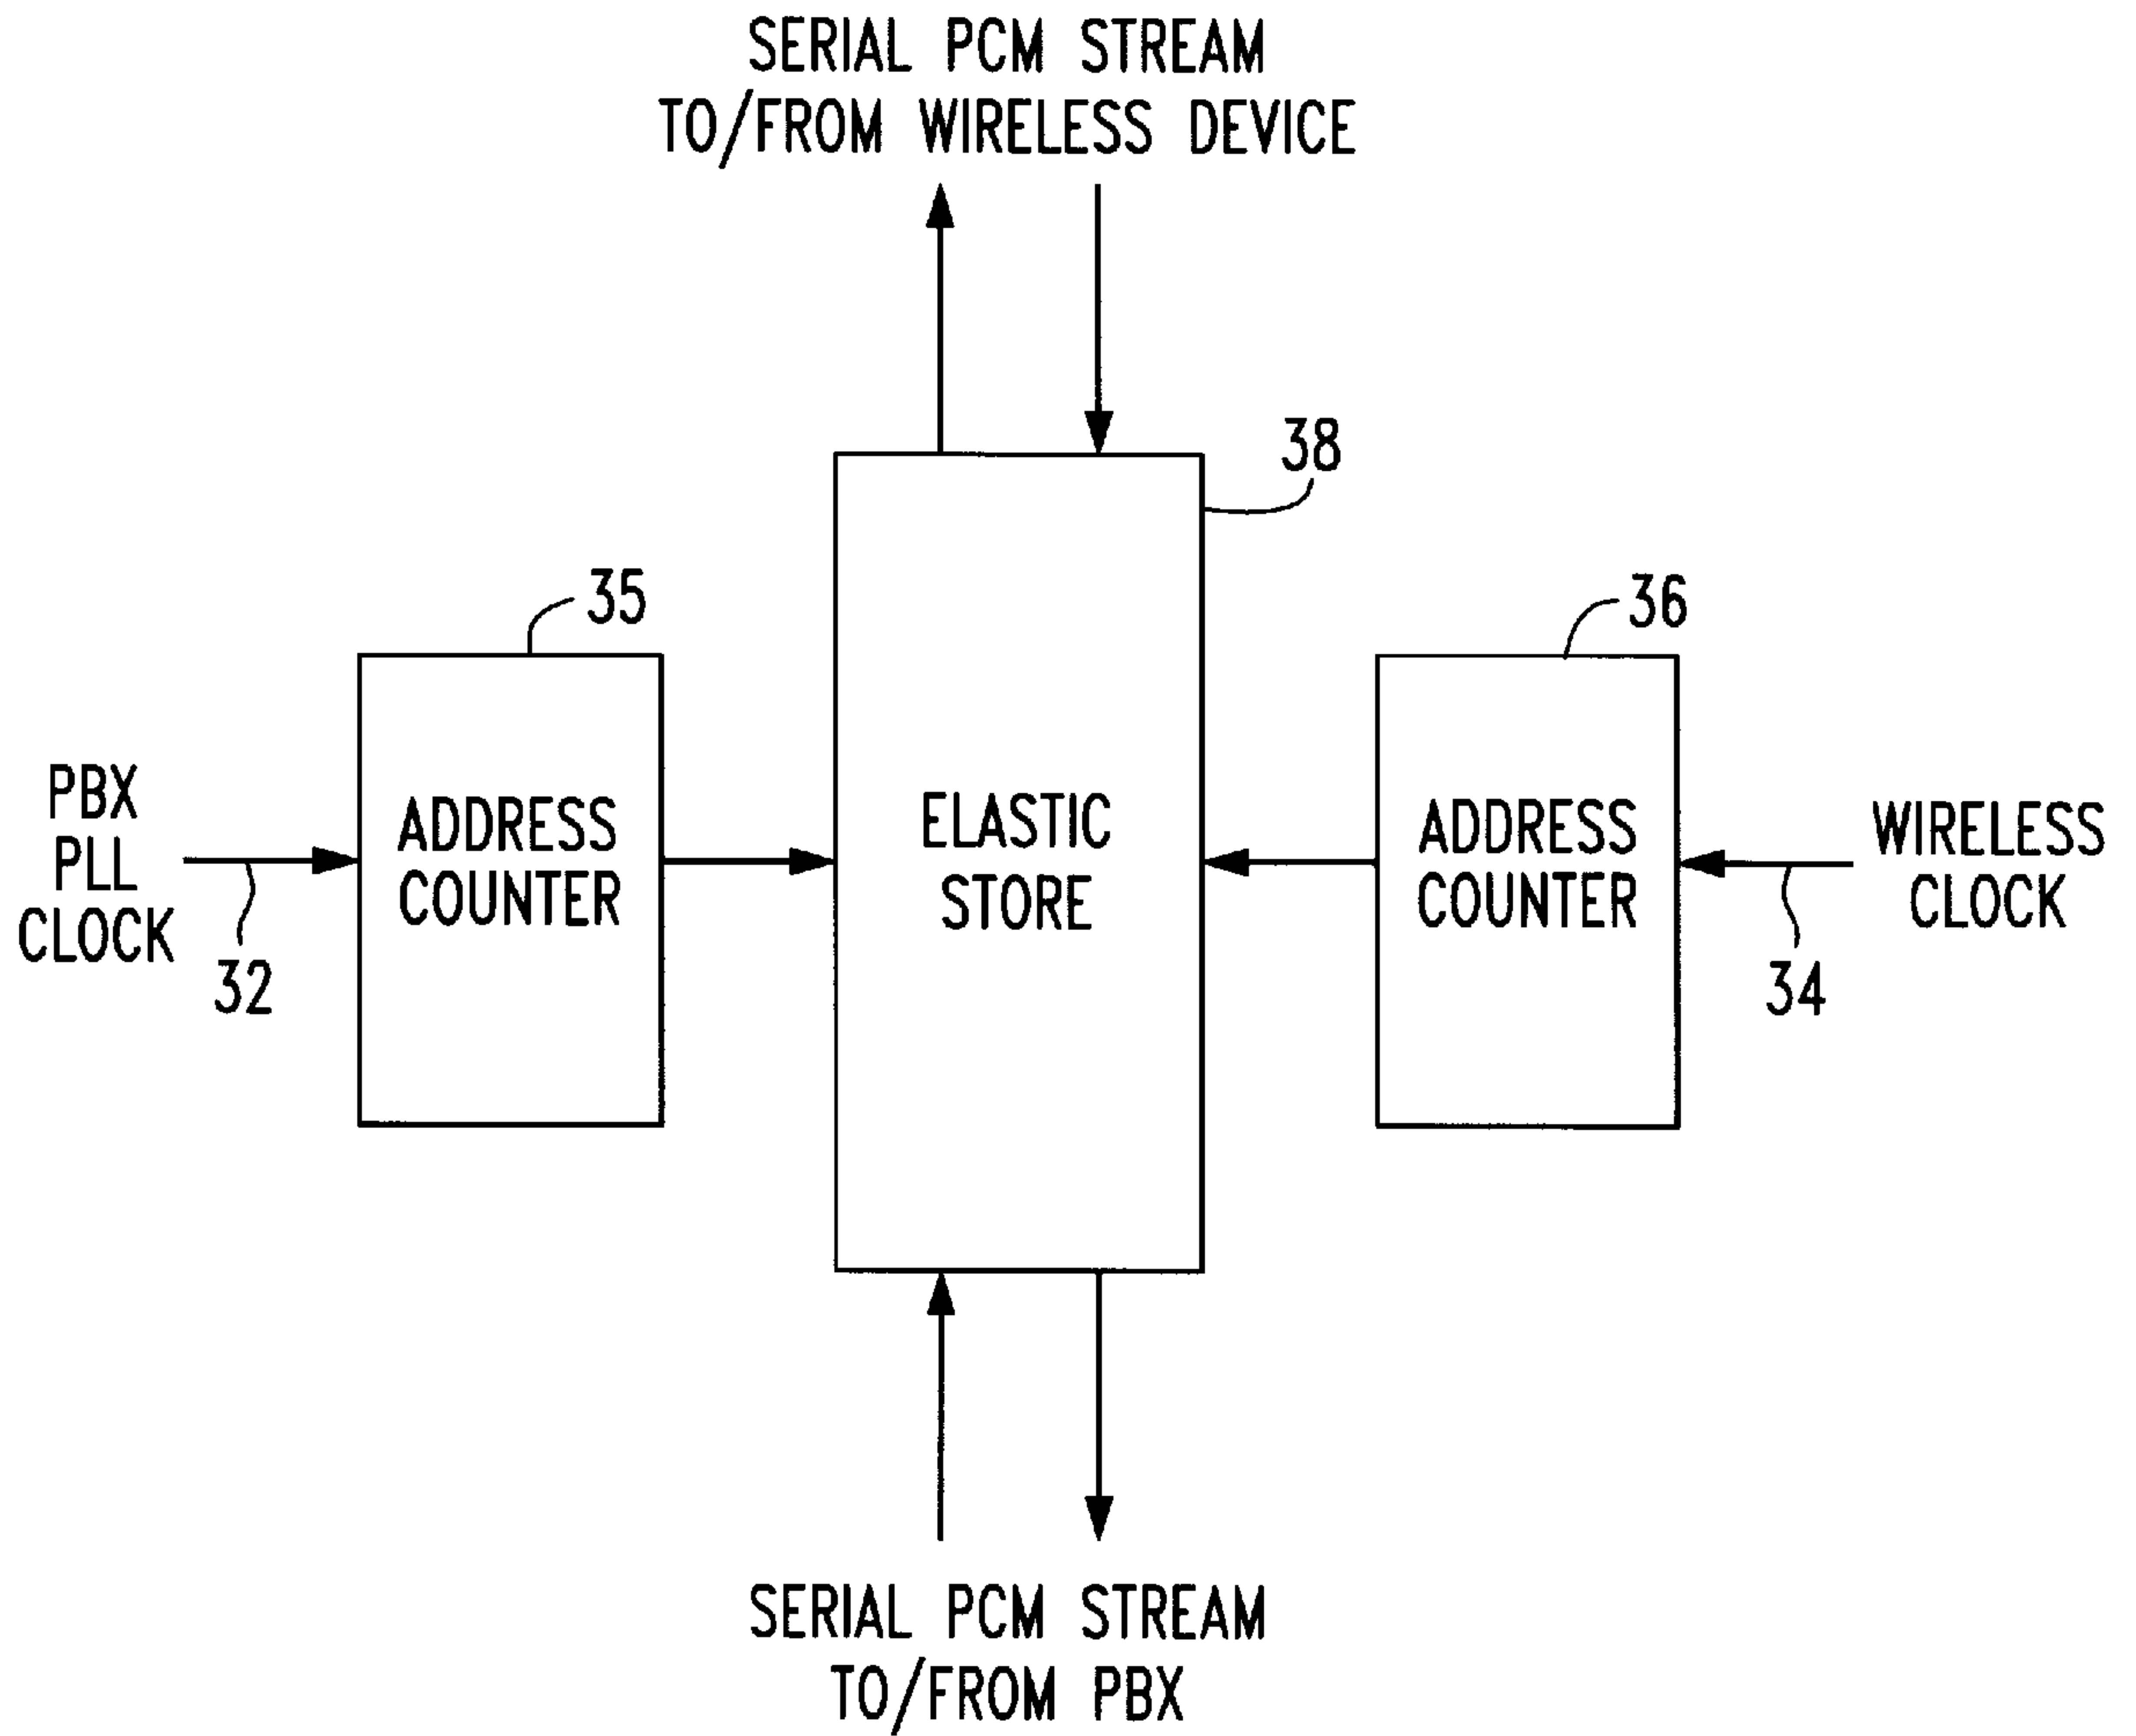 SERIAL PCM STREAM
TO/FROM WIRELESS DEVICE
38
35
36
PBX
PLL
CLOCK
32
ADDRESS
COUNTER
ELASTIC
STORE
ADDRESS
COUNTER
WIRELESS
CLOCK
34
SERIAL PCM STREAM
TO/FROM PBX